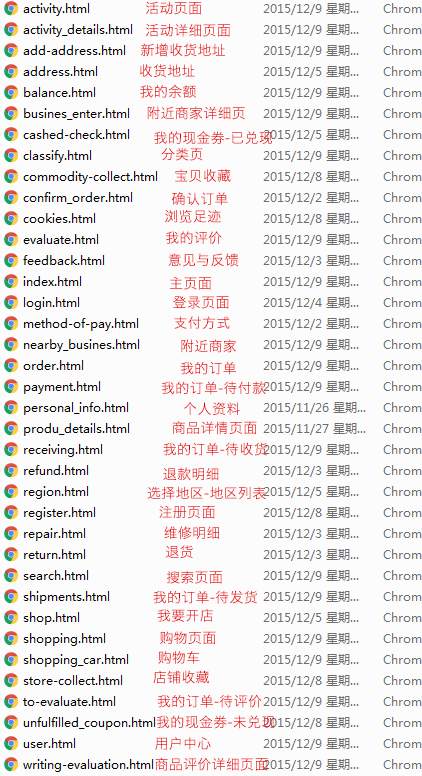 activity.html 活动页面 2015/12/9 星期... Chrom
activity_details.html 活动详细页面 2015/12/9 星期... Chrom
add-address.html 新增收货地址 2015/12/9 星期... Chrom
address.html 收货地址 2015/12/5 星期... Chrom
balance.html 我的余额 2015/12/9 星期... Chrom
busines_enter.html 附近商家详细页 2015/12/9 星期... Chrom
cashed-check.html 我的现金券-已兑现 2015/12/5 星期... Chrom
classify.html 分类页 2015/12/9 星期... Chrom
commodity-collect.html 宝贝收藏 2015/12/8 星期... Chrom
confirm_order.html 确认订单 2015/12/2 星期... Chrom
cookies.html 浏览足迹 2015/12/8 星期... Chrom
evaluate.html 我的评价 2015/12/9 星期... Chrom
feedback.html 意见与反馈 2015/12/3 星期... Chrom
index.html 主页面 2015/12/9 星期... Chrom
login.html 登录页面 2015/12/4 星期... Chrom
method-of-pay.html 支付方式 2015/12/2 星期... Chrom
nearby_busines.html 附近商家 2015/12/9 星期... Chrom
order.html 我的订单 2015/12/9 星期... Chrom
payment.html 我的订单-待付款 2015/12/9 星期... Chrom
personal_info.html 个人资料 2015/11/26 星期... Chrom
produ_details.html 商品详情页面 2015/11/27 星期... Chrom
receiving.html 我的订单-待收货 2015/12/9 星期... Chrom
refund.html 退款明细 2015/12/3 星期... Chrom
region.html 选择地区-地区列表 2015/12/5 星期... Chrom
register.html 注册页面 2015/12/8 星期... Chrom
repair.html 维修明细 2015/12/3 星期... Chrom
return.html 退货 2015/12/3 星期... Chrom
search.html 搜索页面 2015/12/9 星期... Chrom
shipments.html 我的订单-待发货 2015/12/9 星期... Chrom
shop.html 我要开店 2015/12/5 星期... Chrom
shopping.html 购物页面 2015/12/9 星期... Chrom
shopping_car.html 购物车 2015/12/9 星期... Chrom
store-collect.html 店铺收藏 2015/12/8 星期... Chrom
to-evaluate.html 我的订单-待评价 2015/12/9 星期... Chrom
unfulfilled_coupon.html 我的现金券-未兑现 2015/12/8 星期... Chrom
user.html 用户中心 2015/12/9 星期... Chrom
writing-evaluation.html 商品评价详细页面 2015/12/9 星期... Chrom